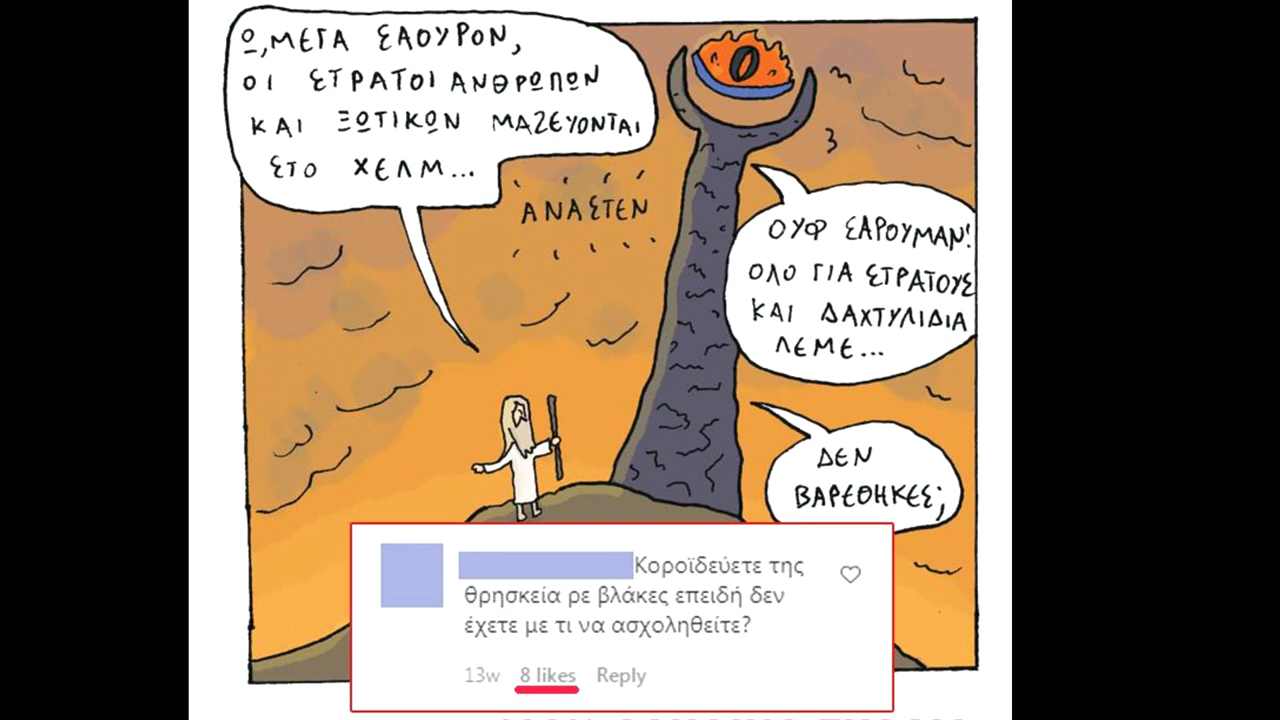 Ω, ΜΕΓΑ ΣΑΟΥΡΟΝ,
ΟΙ ΣΤΡΑΤΟΙ ΑΝΘΡΩΠΩΝ
ΚΑΙ ΞΩΤΙΚΩΝ ΜΑΖΕΥΟΝΤΑΙ
ΣΤΟ ΧΕΛΜ...
ΑΝΑΣΤΕΝ
ΟΥΦ ΣΑΡΟΥΜΑΝ!
ΟΛΟ ΓΙΑ ΣΤΡΑΤΟΥΣ
ΚΑΙ ΔΑΧΤΥΛΙΔΙΑ
ΛΕΜΕ...
ΔΕΝ
ΒΑΡΕΘΗΚΕΣ;
Κοροϊδεύετε της
θρησκεία ρε βλάκες επειδή δεν
έχετε με τι να ασχοληθείτε?
13w 8 likes Reply